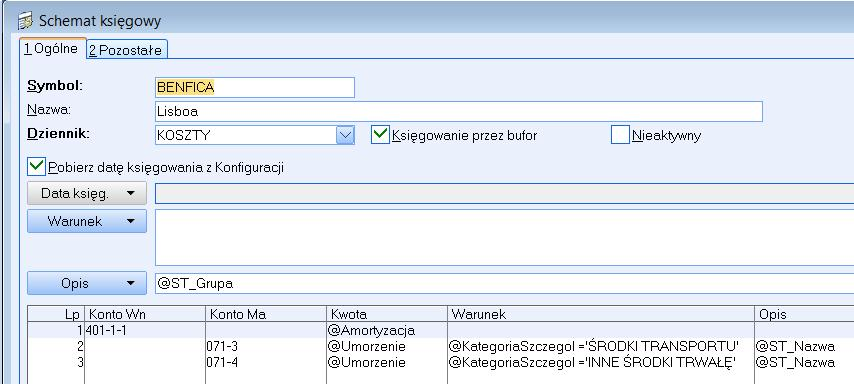 Schemat księgowy
1 Ogólne 2 Pozostałe
Symbol: BENFICA
Nazwa: Lisboa
Dziennik: KOSZTY Księgowanie przez bufor Nieaktywny
Pobierz datę księgowania z Konfiguracji
Data księg.
Warunek
Opis @ST_Grupa
Lp Konto Wn Konto Ma Kwota Warunek Opis
1 401-1-1 @Amortyzacja
2 071-3 @Umorzenie @KategoriaSzczegol ='ŚRODKI TRANSPORTU' @ST_Nazwa
3 071-4 @Umorzenie @KategoriaSzczegol ='INNE ŚRODKI TRWAŁĘ' @ST_Nazwa